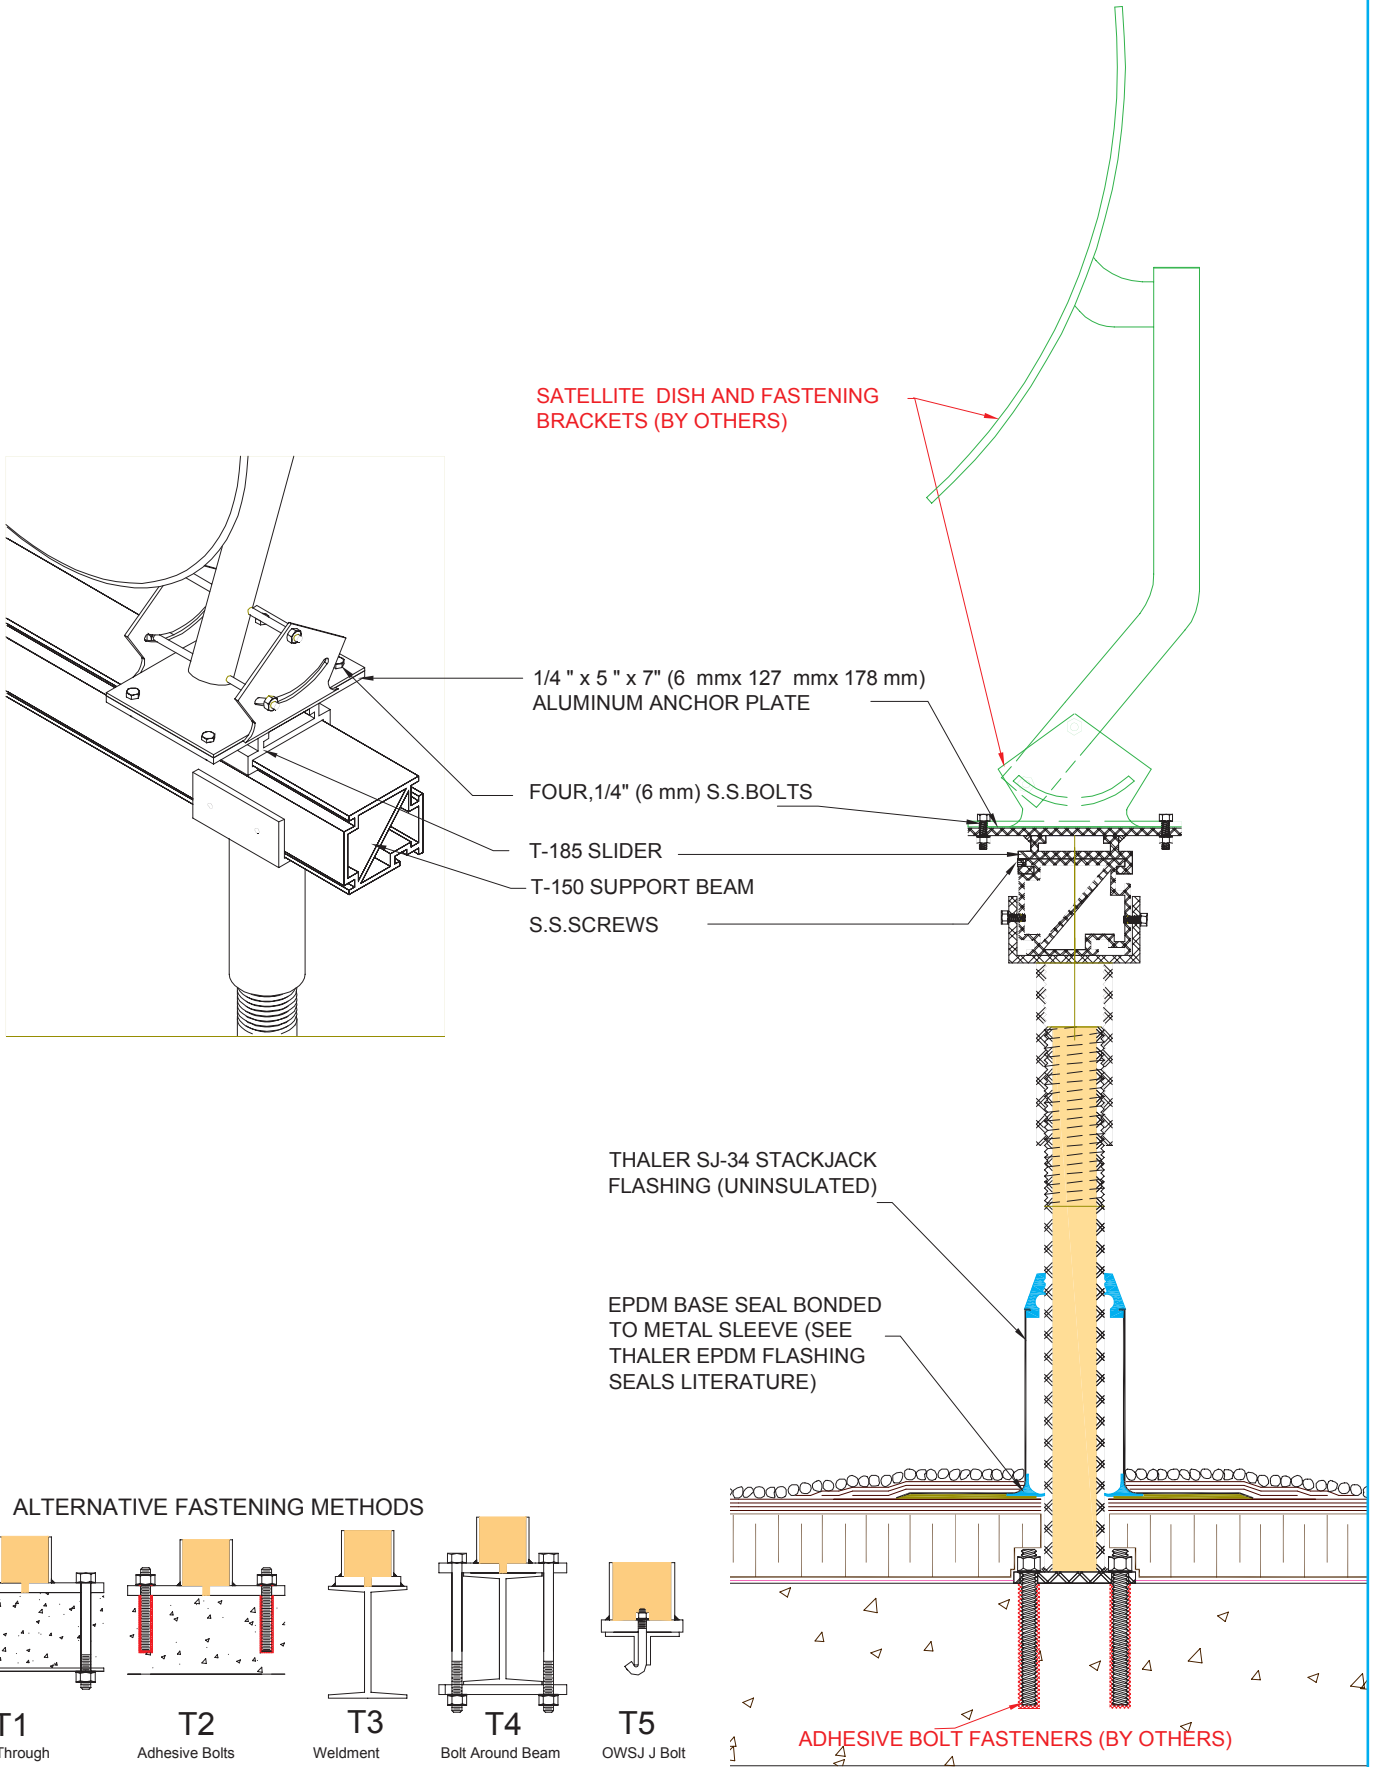 SATELLITE DISH AND FASTENING
BRACKETS (BY OTHERS)
1/4 " x 5 " x 7" (6 mmx 127 mmx 178 mm)
ALUMINUM ANCHOR PLATE
FOUR,1/4" (6 mm) S.S.BOLTS
T-185 SLIDER
T-150 SUPPORT BEAM
S.S.SCREWS
THALER SJ-34 STACKJACK
FLASHING (UNINSULATED)
EPDM BASE SEAL BONDED
TO METAL SLEEVE (SEE
THALER EPDM FLASHING
SEALS LITERATURE)
ALTERNATIVE FASTENING METHODS
T1
Through
T2
Adhesive Bolts
T3
Weldment
T4
Bolt Around Beam
T5
OWSJ J Bolt
ADHESIVE BOLT FASTENERS (BY OTHERS)